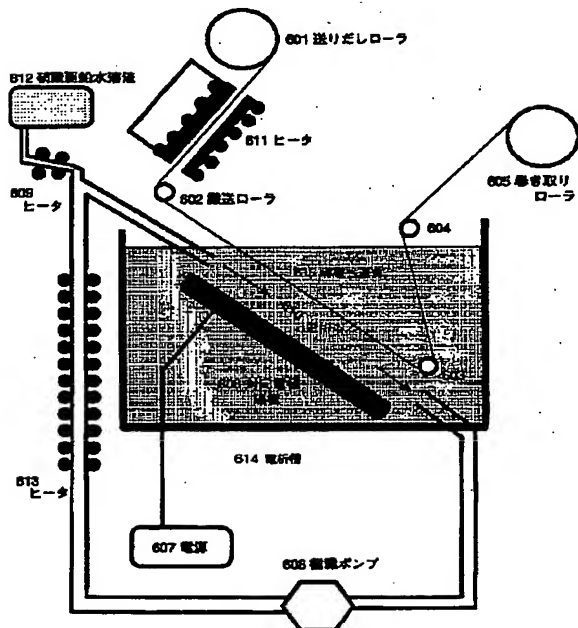 601 送りだしローラ
612 硝酸亜鉛水溶液
611 ヒータ
609
ヒータ
602 搬送ローラ
604
605 巻き取り
ローラ
613
ヒータ
614 電析槽
607 電源
608 循環ポンプ